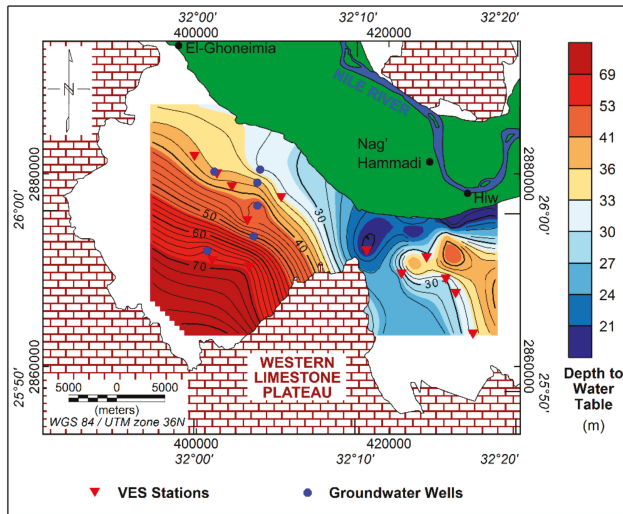 32°00' 32°10' 32°20'
400000 420000
El-Ghoneimia
N
NILE RIVER
Nag'
Hammadi
Hiw
2880000
26°00'
2860000
25°50'
2880000
26°00'
2860000
25°50'
50
60
70
40
30
30
WESTERN
LIMESTONE
PLATEAU
5000 0 5000
(meters)
WGS 84 / UTM zone 36N
400000 420000
32°00' 32°10' 32°20'
69
53
41
36
33
30
27
24
21
Depth to
Water
Table
(m)
VES Stations
Groundwater Wells